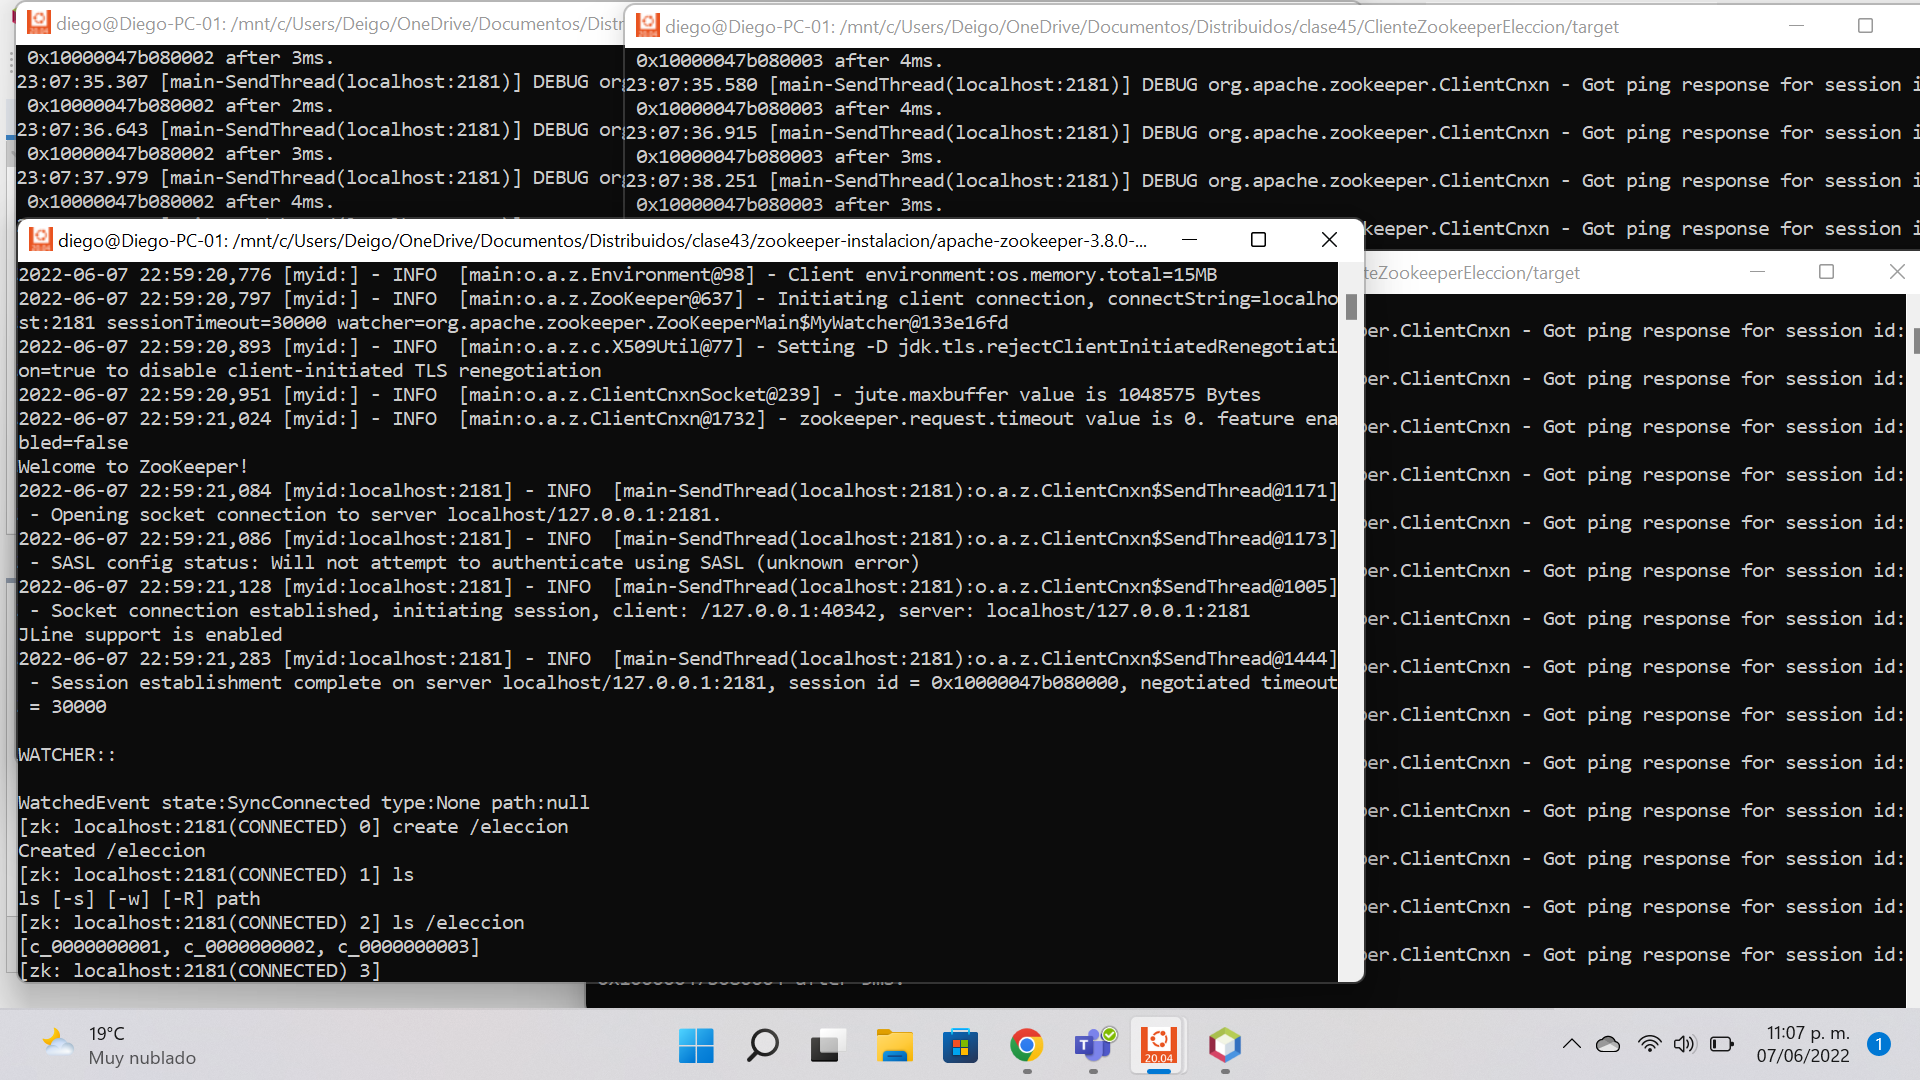 diego@Diego-PC-01: /mnt/c/Users/Deigo/OneDrive/Documentos/Distr
0x10000047b080002 after 3ms.
23:07:35.307 [main-SendThread(localhost:2181)] DEBUG org
0x10000047b080002 after 2ms.
23:07:36.643 [main-SendThread(localhost:2181)] DEBUG org
0x10000047b080002 after 3ms.
23:07:37.979 [main-SendThread(localhost:2181)] DEBUG org
0x10000047b080002 after 4ms.
diego@Diego-PC-01: /mnt/c/Users/Deigo/OneDrive/Documentos/Distribuidos/clase45/ClienteZookeeperEleccion/target
0x10000047b080003 after 4ms.
23:07:35.580 [main-SendThread(localhost:2181)] DEBUG org.apache.zookeeper.ClientCnxn - Got ping response for session i
0x10000047b080003 after 4ms.
23:07:36.915 [main-SendThread(localhost:2181)] DEBUG org.apache.zookeeper.ClientCnxn - Got ping response for session i
0x10000047b080003 after 3ms.
23:07:38.251 [main-SendThread(localhost:2181)] DEBUG org.apache.zookeeper.ClientCnxn - Got ping response for session i
0x10000047b080003 after 3ms.
keeper.ClientCnxn - Got ping response for session i
diego@Diego-PC-01: /mnt/c/Users/Deigo/OneDrive/Documentos/Distribuidos/clase43/zookeeper-instalacion/apache-zookeeper-3.8.0-...
2022-06-07 22:59:20,776 [myid:] - INFO  [main:o.a.z.Environment@98] - Client environment:os.memory.total=15MB
2022-06-07 22:59:20,797 [myid:] - INFO  [main:o.a.z.ZooKeeper@637] - Initiating client connection, connectString=localho
st:2181 sessionTimeout=30000 watcher=org.apache.zookeeper.ZooKeeperMain$MyWatcher@133e16fd
2022-06-07 22:59:20,893 [myid:] - INFO  [main:o.a.z.c.X509Util@77] - Setting -D jdk.tls.rejectClientInitiatedRenegotiati
on=true to disable client-initiated TLS renegotiation
2022-06-07 22:59:20,951 [myid:] - INFO  [main:o.a.z.ClientCnxnSocket@239] - jute.maxbuffer value is 1048575 Bytes
2022-06-07 22:59:21,024 [myid:] - INFO  [main:o.a.z.ClientCnxn@1732] - zookeeper.request.timeout value is 0. feature ena
bled=false
Welcome to ZooKeeper!
2022-06-07 22:59:21,084 [myid:localhost:2181] - INFO  [main-SendThread(localhost:2181):o.a.z.ClientCnxn$SendThread@1171]
- Opening socket connection to server localhost/127.0.0.1:2181.
2022-06-07 22:59:21,086 [myid:localhost:2181] - INFO  [main-SendThread(localhost:2181):o.a.z.ClientCnxn$SendThread@1173]
- SASL config status: Will not attempt to authenticate using SASL (unknown error)
2022-06-07 22:59:21,128 [myid:localhost:2181] - INFO  [main-SendThread(localhost:2181):o.a.z.ClientCnxn$SendThread@1005]
- Socket connection established, initiating session, client: /127.0.0.1:40342, server: localhost/127.0.0.1:2181
JLine support is enabled
2022-06-07 22:59:21,283 [myid:localhost:2181] - INFO  [main-SendThread(localhost:2181):o.a.z.ClientCnxn$SendThread@1444]
- Session establishment complete on server localhost/127.0.0.1:2181, session id = 0x10000047b080000, negotiated timeout
= 30000
WATCHER::
WatchedEvent state:SyncConnected type:None path:null
[zk: localhost:2181(CONNECTED) 0] create /eleccion
Created /eleccion
[zk: localhost:2181(CONNECTED) 1] ls
ls [-s] [-w] [-R] path
[zk: localhost:2181(CONNECTED) 2] ls /eleccion
[c_0000000001, c_0000000002, c_0000000003]
[zk: localhost:2181(CONNECTED) 3]
teZookeeperEleccion/target
per.ClientCnxn - Got ping response for session id:
per.ClientCnxn - Got ping response for session id:
per.ClientCnxn - Got ping response for session id:
per.ClientCnxn - Got ping response for session id:
per.ClientCnxn - Got ping response for session id:
per.ClientCnxn - Got ping response for session id:
per.ClientCnxn - Got ping response for session id:
per.ClientCnxn - Got ping response for session id:
per.ClientCnxn - Got ping response for session id:
per.ClientCnxn - Got ping response for session id:
per.ClientCnxn - Got ping response for session id:
per.ClientCnxn - Got ping response for session id:
per.ClientCnxn - Got ping response for session id:
per.ClientCnxn - Got ping response for session id:
19°C
Muy nublado
20.04
11:07 p. m.
07/06/2022
1